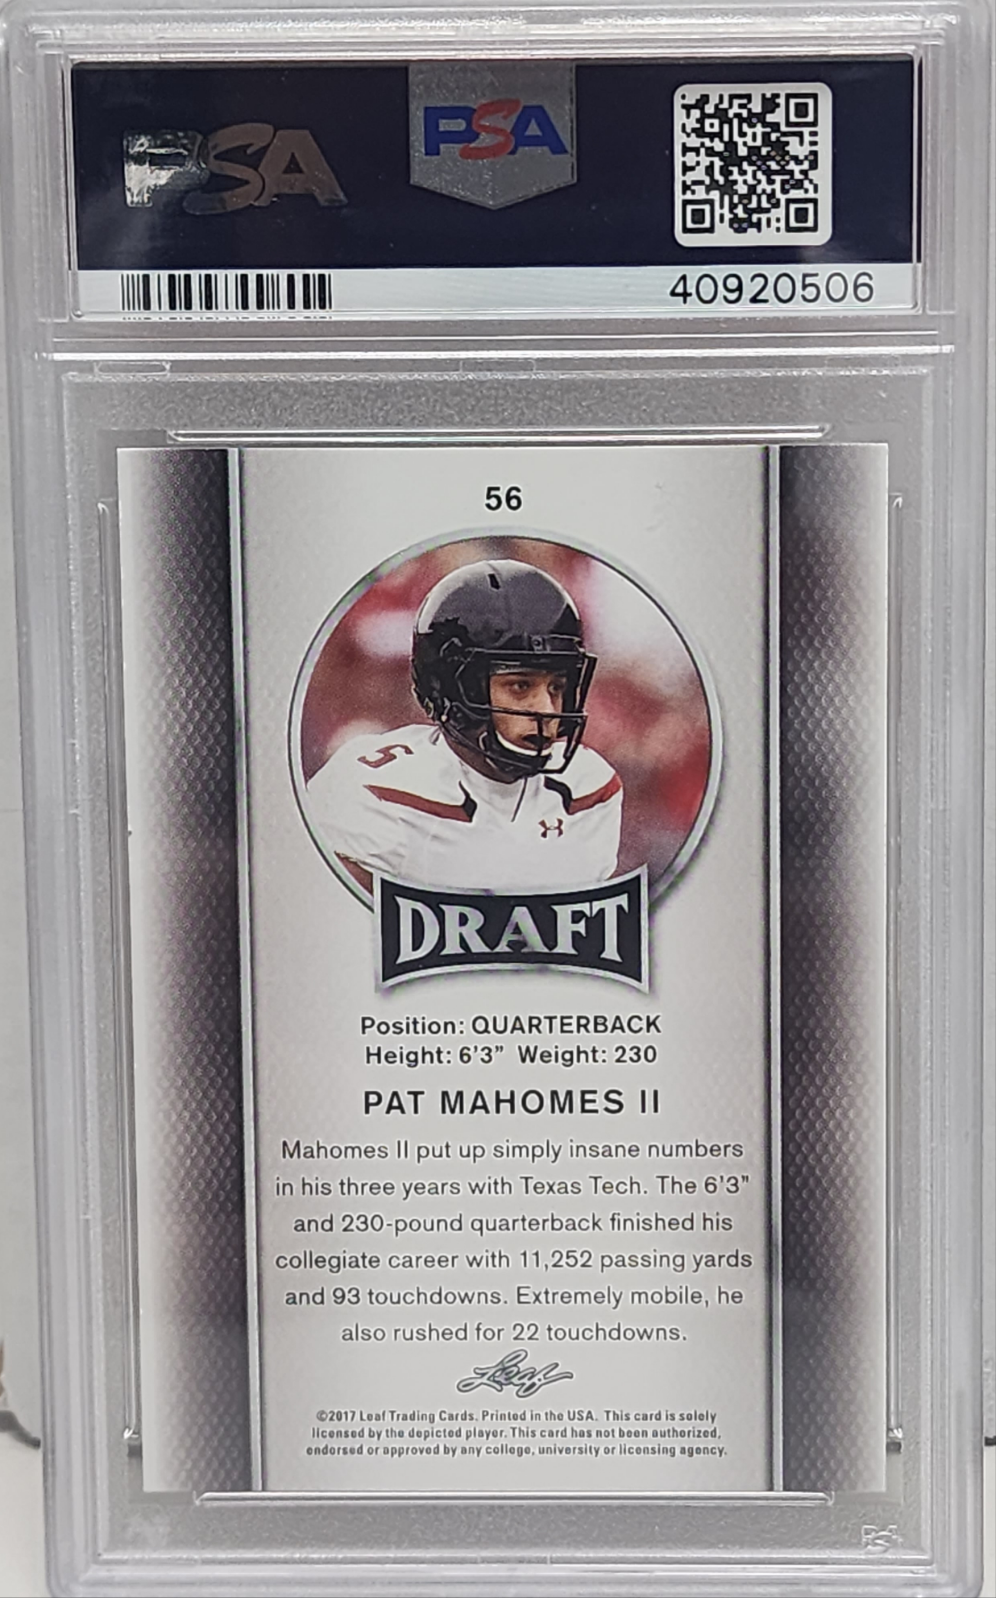 PSA
PSA
40920506
56
5
DRAFT
Position: QUARTERBACK
Height: 6'3" Weight: 230
PAT MAHOMES II
Mahomes II put up simply insane numbers
in his three years with Texas Tech. The 6'3"
and 230-pound quarterback finished his
collegiate career with 11,252 passing yards
and 93 touchdowns. Extremely mobile, he
also rushed for 22 touchdowns.
Leaf
©2017 Leaf Trading Cards. Printed in the USA. This card is solely
licensed by the depicted player. This card has not been authorized,
endorsed or approved by any college, university or licensing agency.
PSA